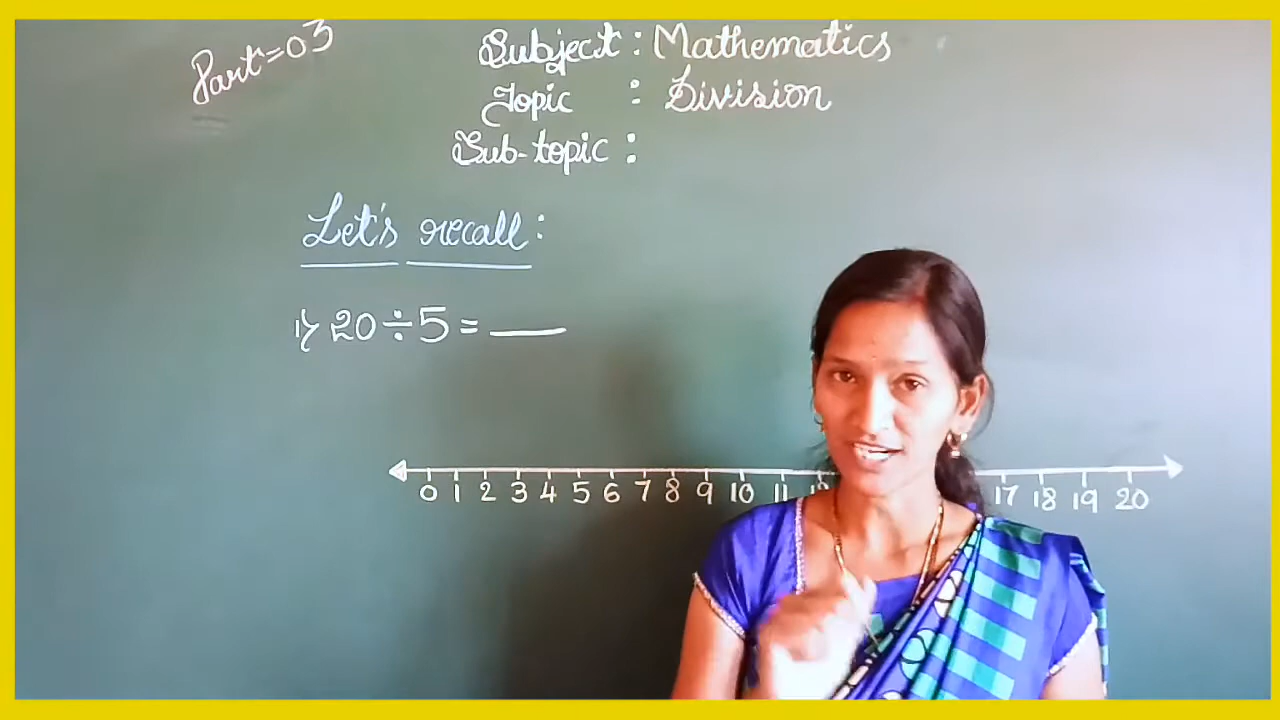 Part=03
Subject : Mathematics
Topic : Division
Sub-topic :
Let's recall:
1) 20÷5=
0 1 2 3 4 5 6 7 8 9 10 11 12 17 18 19 20